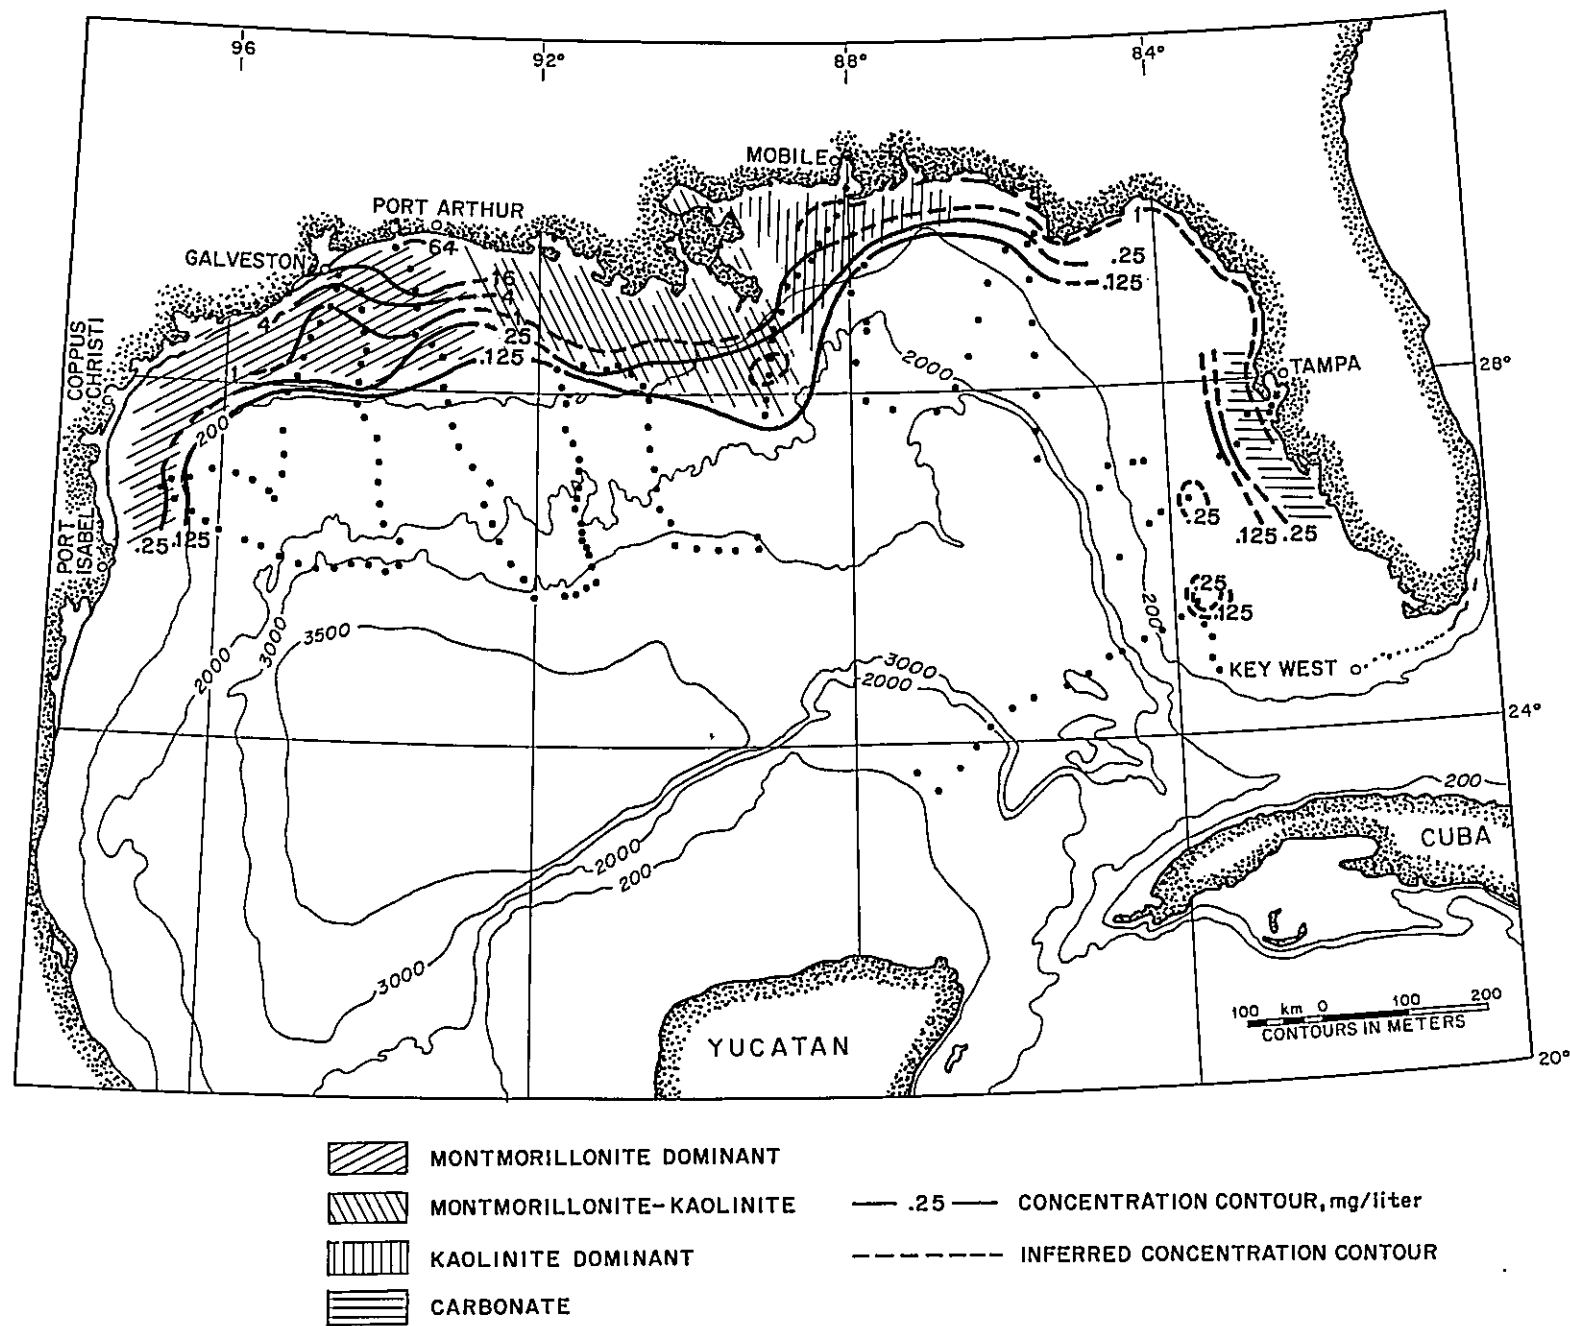 96
92°
88°
84°
MOBILE
PORT ARTHUR
64
GALVESTON
16
4
1
.25
.125
4
1
1
.25
.125
COPPUS
CHRISTI
200
2000
28°
TAMPA
PORT
ISABEL
.25
.125
.25
.125
.25
.25
.125
200
3500
3000
2000
3000
2000
KEY WEST
24°
200
CUBA
2000
200
3000
YUCATAN
100 km 0 100 200
CONTOURS IN METERS
20°
MONTMORILLONITE DOMINANT
MONTMORILLONITE-KAOLINITE
.25 CONCENTRATION CONTOUR, mg/liter
KAOLINITE DOMINANT
INFERRED CONCENTRATION CONTOUR
CARBONATE